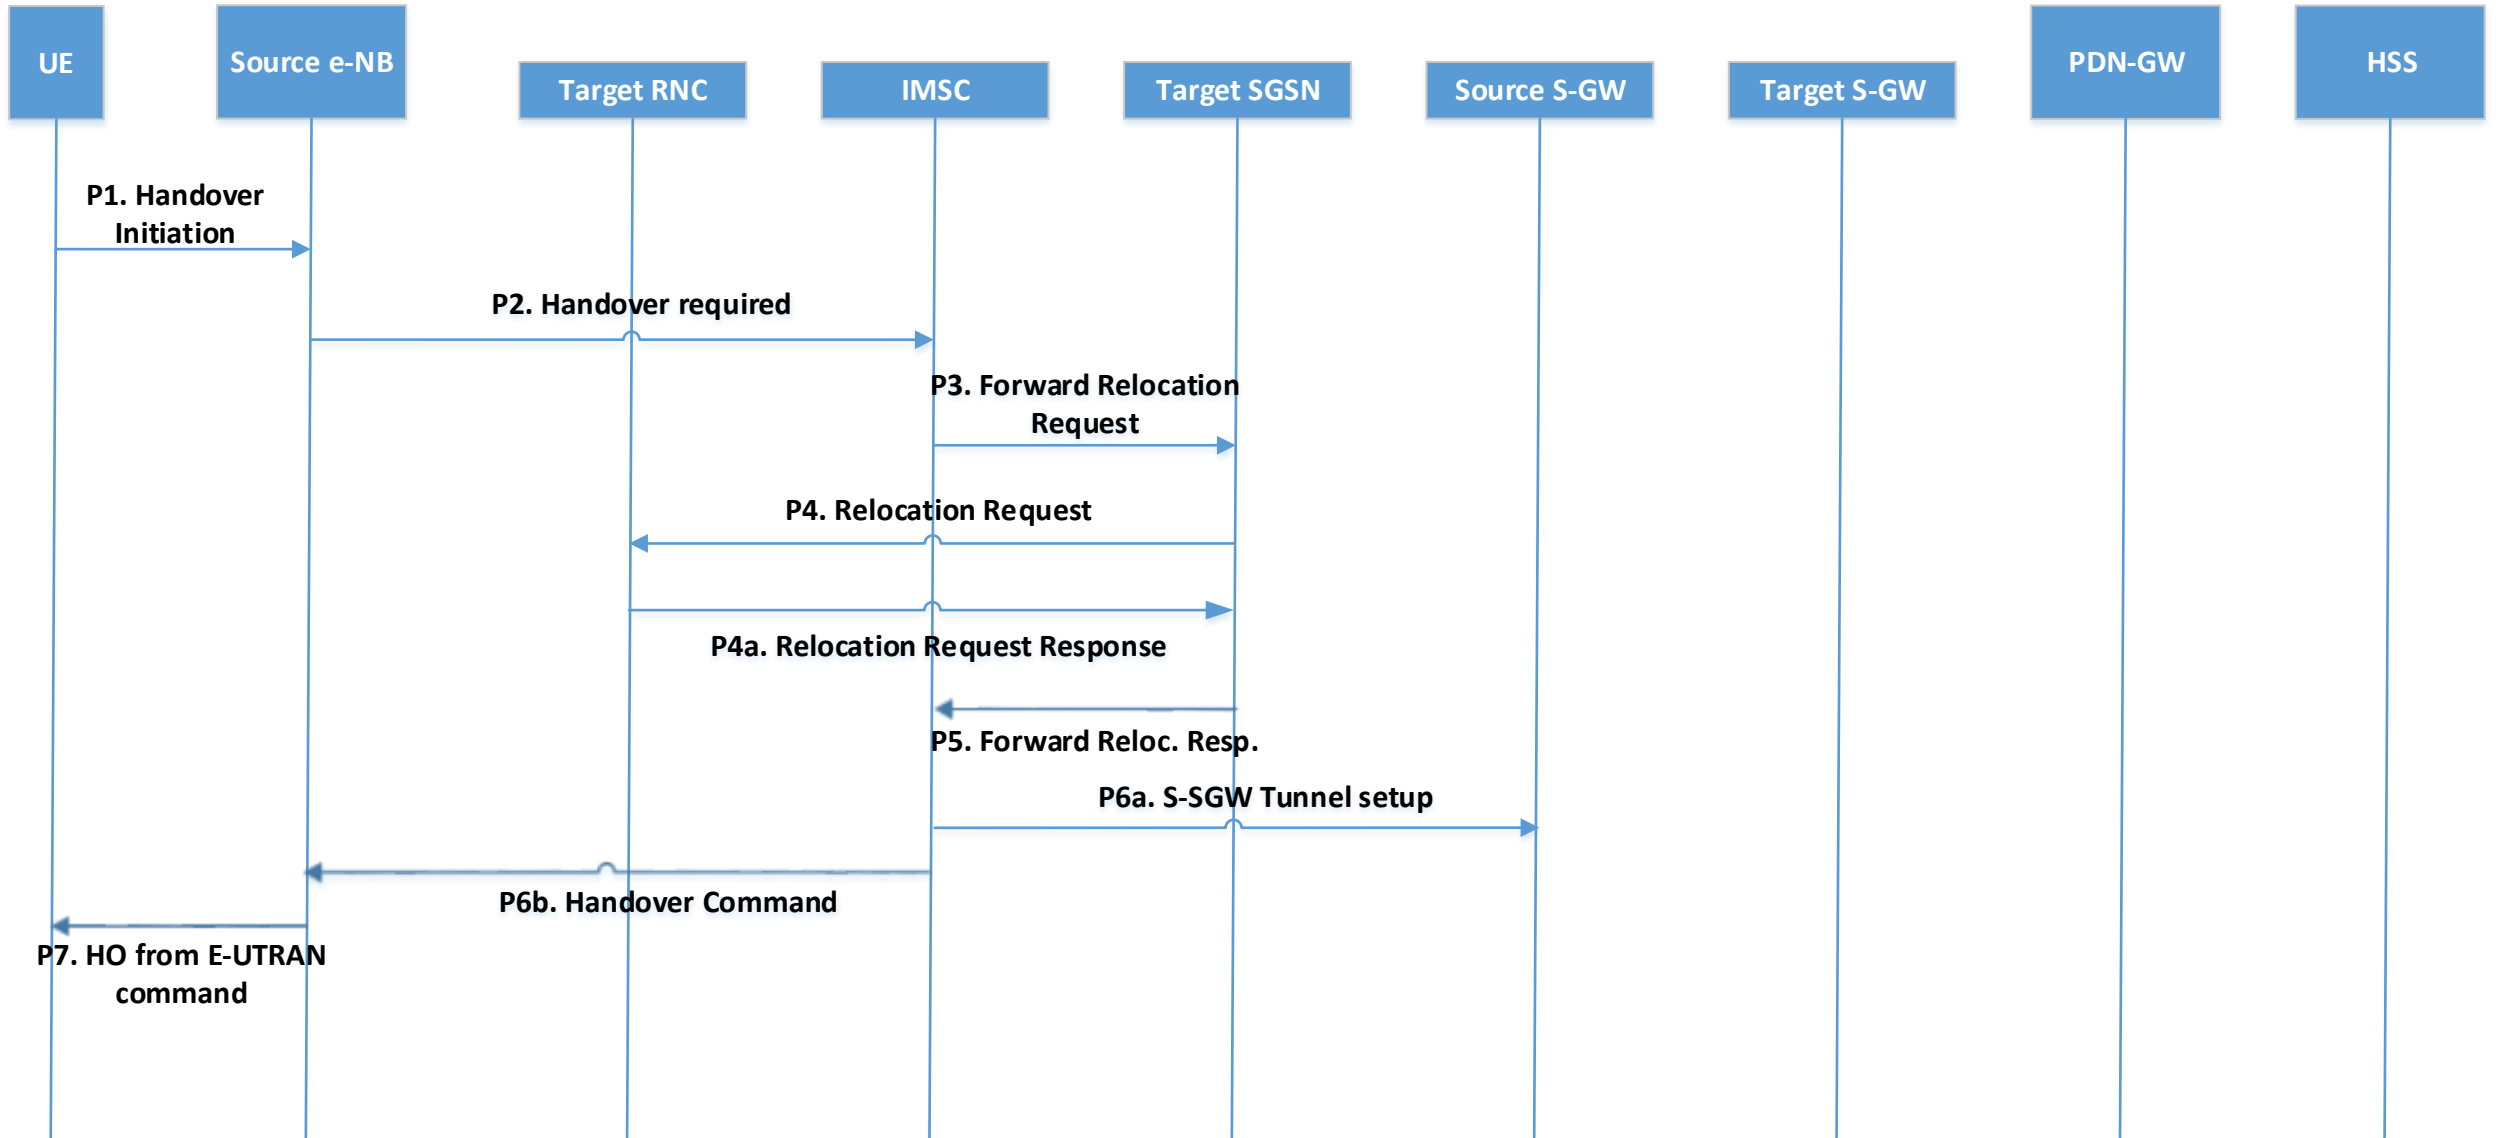 UE
Source e-NB
Target RNC
IMSC
Target SGSN
Source S-GW
Target S-GW
PDN-GW
HSS
P1. Handover
Initiation
P2. Handover required
P3. Forward Relocation
Request
P4. Relocation Request
P4a. Relocation Request Response
P5. Forward Reloc. Resp.
P6a. S-SGW Tunnel setup
P6b. Handover Command
P7. HO from E-UTRAN
command